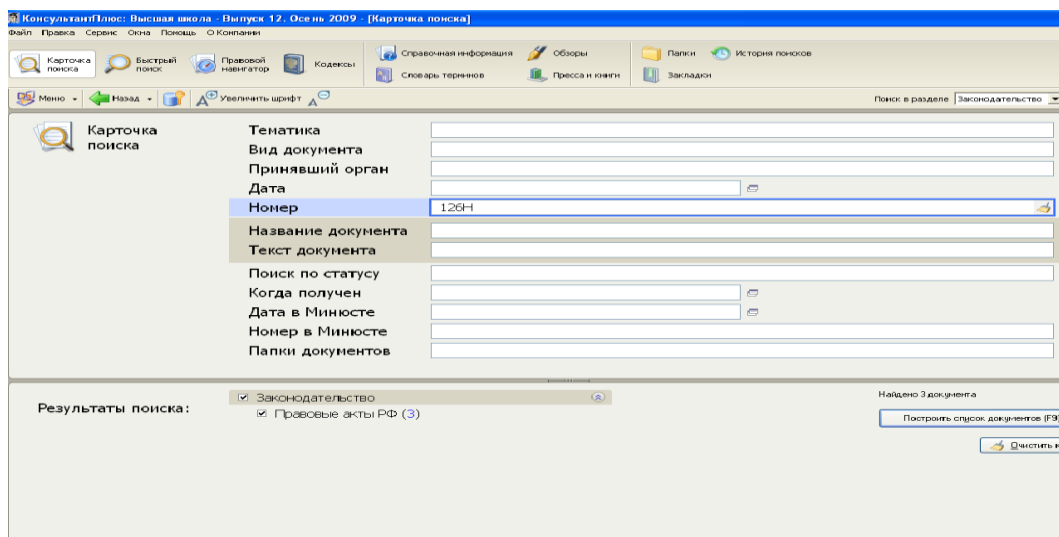 КонсультантПлюс: Высшая школа - Выпуск 12. Осень 2009 - [Карточка поиска]
Файл Правка Сервис Окна Помощь О Компании
Карточка поиска Быстрый поиск Правовой навигатор Кодексы Справочная информация Обзоры Папки История поисков
Словарь терминов Пресса и книги Закладки
Меню Назад Увеличить шрифт Поиск в разделе Законодательство
Карточка поиска
Тематика
Вид документа
Принявший орган
Дата
Номер 126Н
Название документа
Текст документа
Поиск по статусу
Когда получен
Дата в Минюсте
Номер в Минюсте
Папки документов
Результаты поиска:
Законодательство
Правовые акты РФ (3)
Найдено 3 документа
Построить список документов (F9
Очистить к